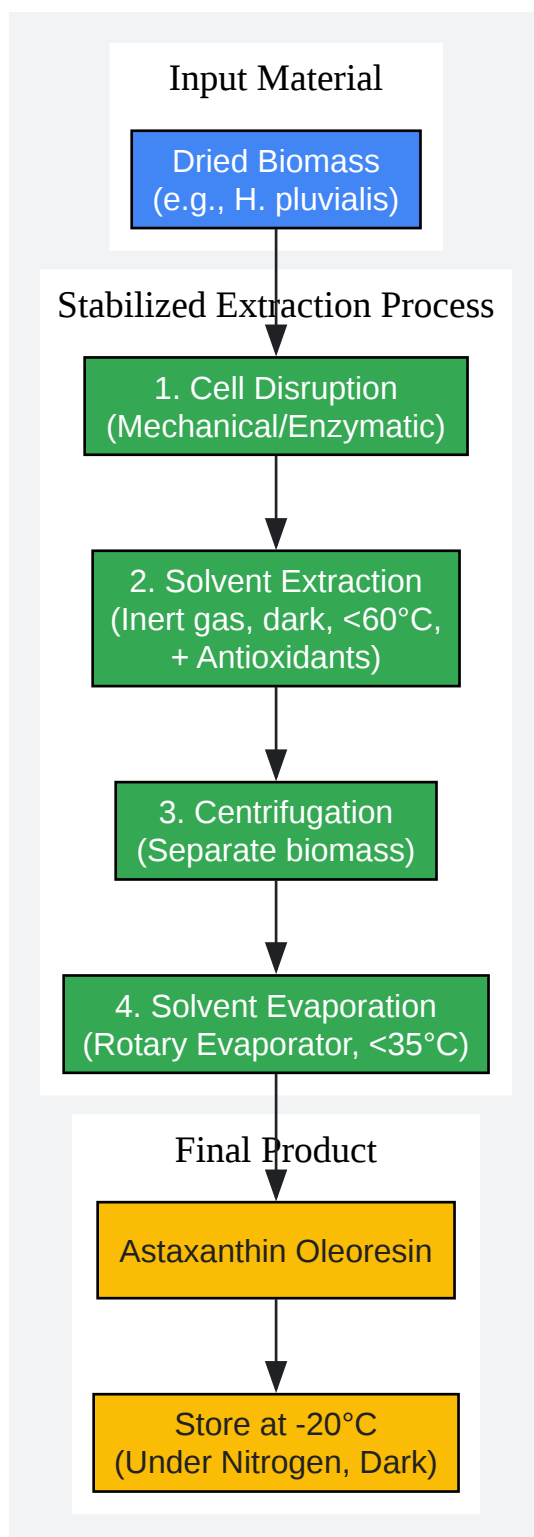 Input Material
Dried Biomass
(e.g., H. pluvialis)
Stabilized Extraction Process
1. Cell Disruption
(Mechanical/Enzymatic)
2. Solvent Extraction
(Inert gas, dark, <60°C,
+ Antioxidants)
3. Centrifugation
(Separate biomass)
4. Solvent Evaporation
(Rotary Evaporator, <35°C)
Final Product
Astaxanthin Oleoresin
Store at -20°C
(Under Nitrogen, Dark)